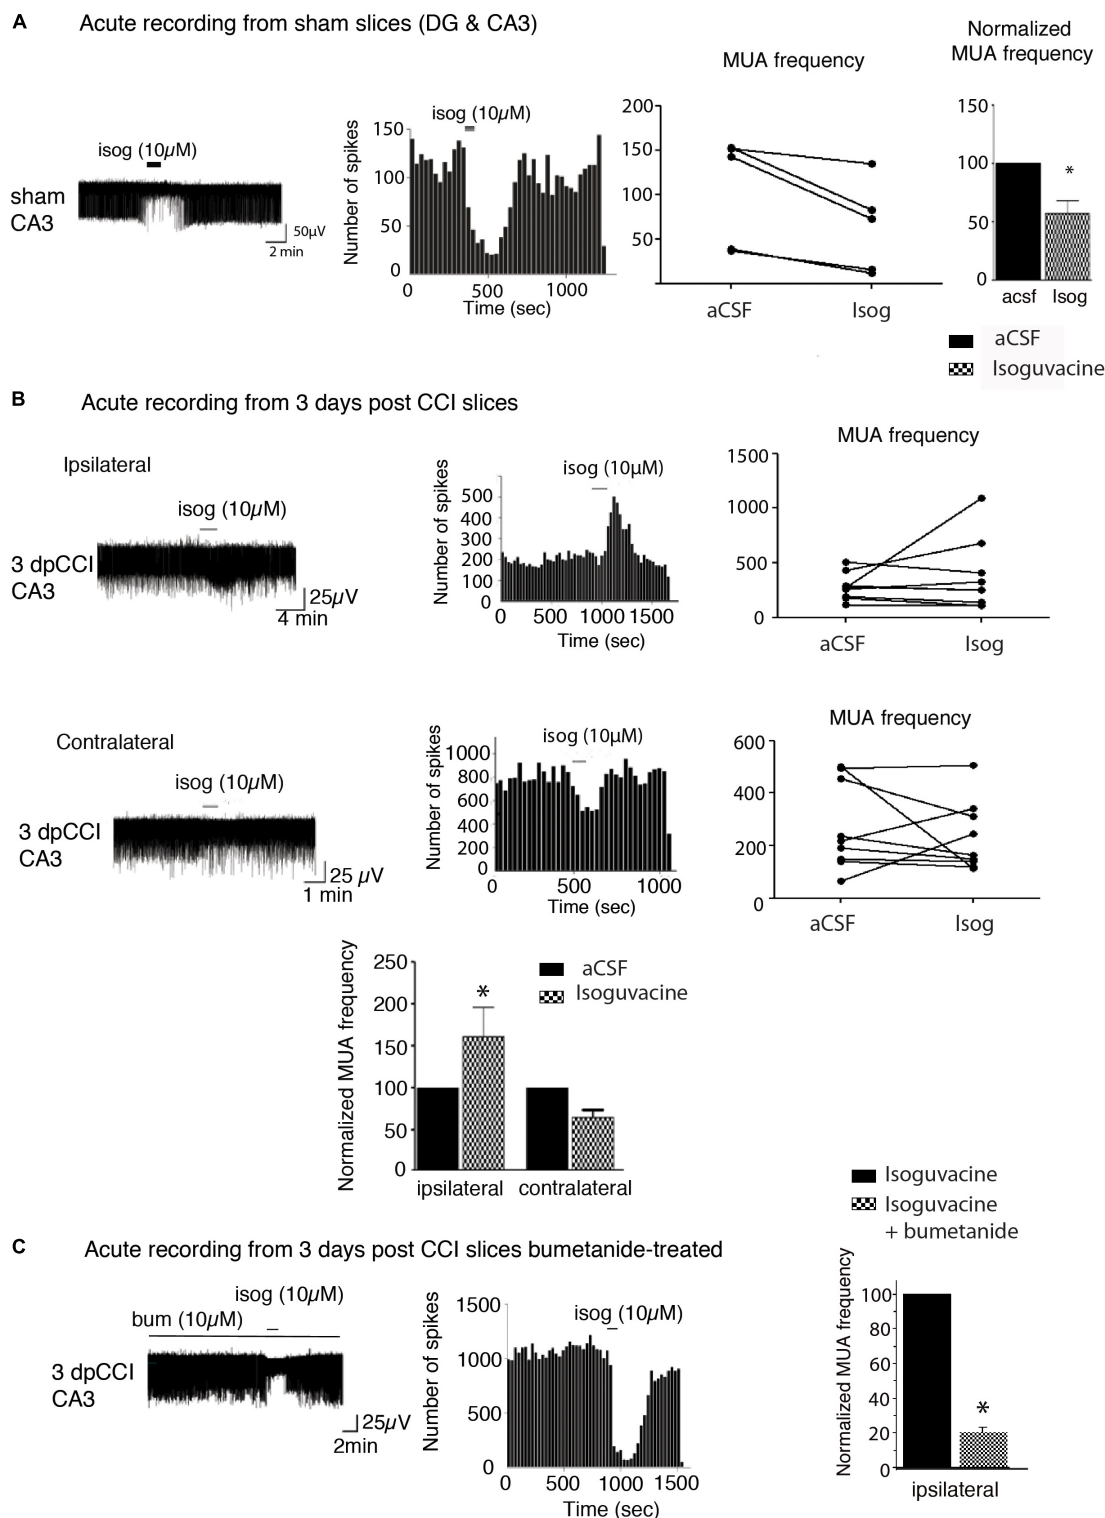 A Acute recording from sham slices (DG & CA3)
isog (10µM)
sham
CA3
50µV
2 min
isog (10µM)
Number of spikes
150
100
50
0
0 500 1000
Time (sec)
MUA frequency
200
150
100
50
aCSF Isog
Normalized
MUA frequency
150
100
50
0
*
acsf Isog
aCSF
Isoguvacine
B Acute recording from 3 days post CCI slices
Ipsilateral
isog (10µM)
3 dpCCI
CA3
25µV
4 min
isog (10µM)
Number of spikes
500
400
300
200
100
0
0 500 1000 1500
Time (sec)
MUA frequency
1500
1000
500
0
aCSF Isog
Contralateral
isog (10µM)
3 dpCCI
CA3
25 µV
1 min
isog (10µM)
Number of spikes
1000
800
600
400
200
0
0 500 1000
Time (sec)
MUA frequency
600
400
200
0
aCSF Isog
Normalized MUA frequency
250
200
150
100
50
0
*
aCSF
Isoguvacine
ipsilateral contralateral
C Acute recording from 3 days post CCI slices bumetanide-treated
isog (10µM)
bum (10µM)
3 dpCCI
CA3
25µV
2min
isog (10µM)
Number of spikes
1500
1000
500
0
0 500 1000 1500
Time (sec)
Isoguvacine
Isoguvacine
+ bumetanide
Normalized MUA frequency
100
80
60
40
20
0
*
ipsilateral